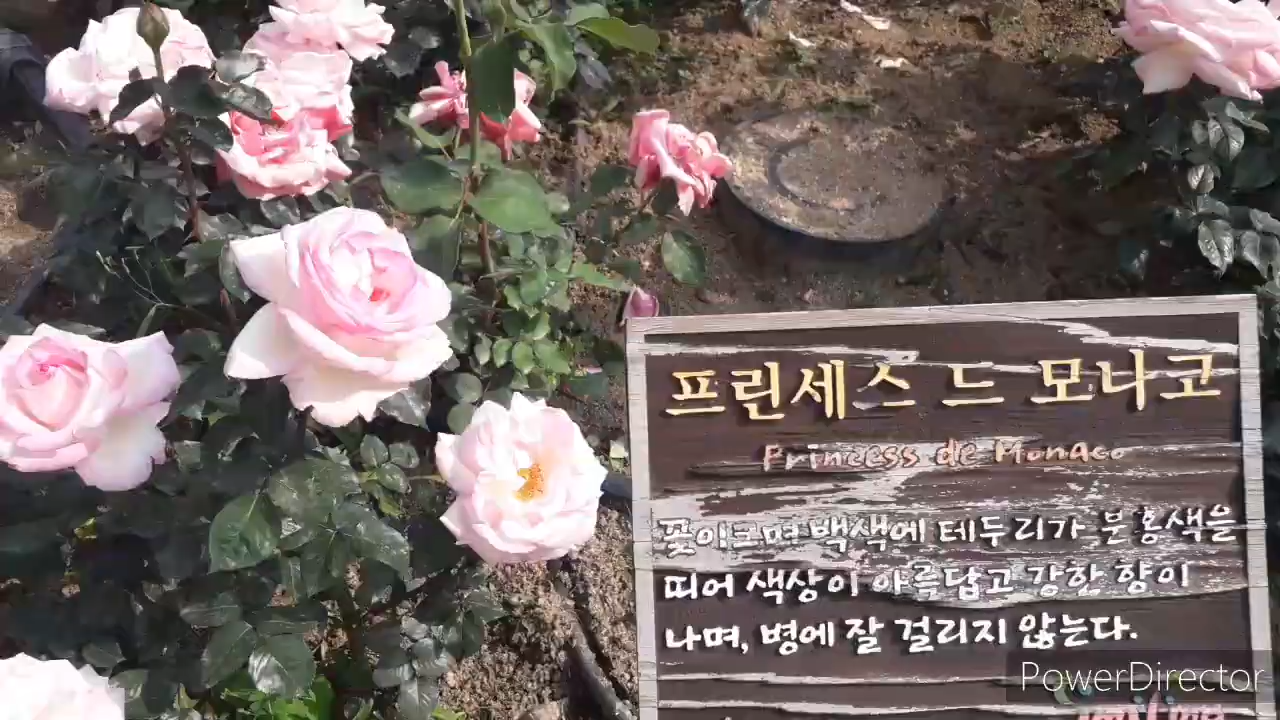 프린세스 드 모나코
Princess de Monaco
꽃이크며 백색에 테두리가 분홍색을
띠어 색상이 아름답고 강한 향이
나며, 병에 잘 걸리지 않는다.
PowerDirector